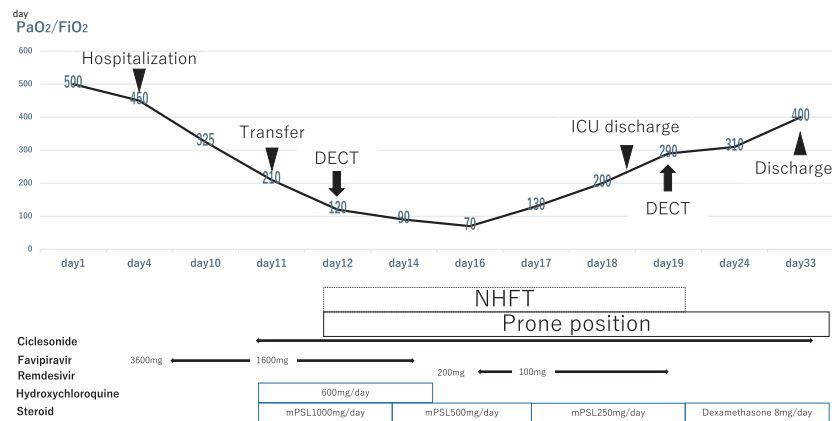 day
PaO2/FiO2
600
Hospitalization
500
500
450
400
400
Transfer
ICU discharge
325
300
DECT
290
310
Discharge
210
200
200
DECT
120
130
100
90
70
0
day1 day4 day10 day11 day12 day14 day16 day17 day18 day19 day24 day33
NHFT
Prone position
Ciclesonide
Favipiravir 3600mg 1600mg
Remdesivir 200mg 100mg
Hydroxychloroquine 600mg/day
Steroid mPSL1000mg/day mPSL500mg/day mPSL250mg/day Dexamethasone 8mg/day